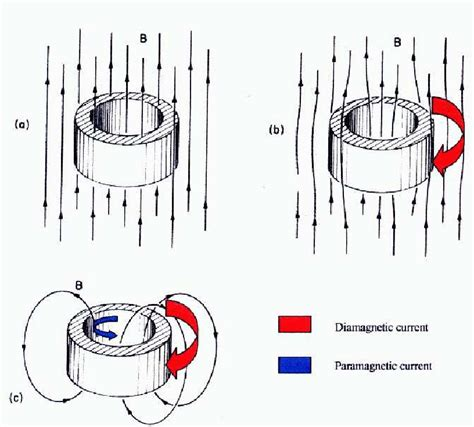 B
B
(a)
(b)
B
Diamagnetic current
Paramagnetic current
(c)